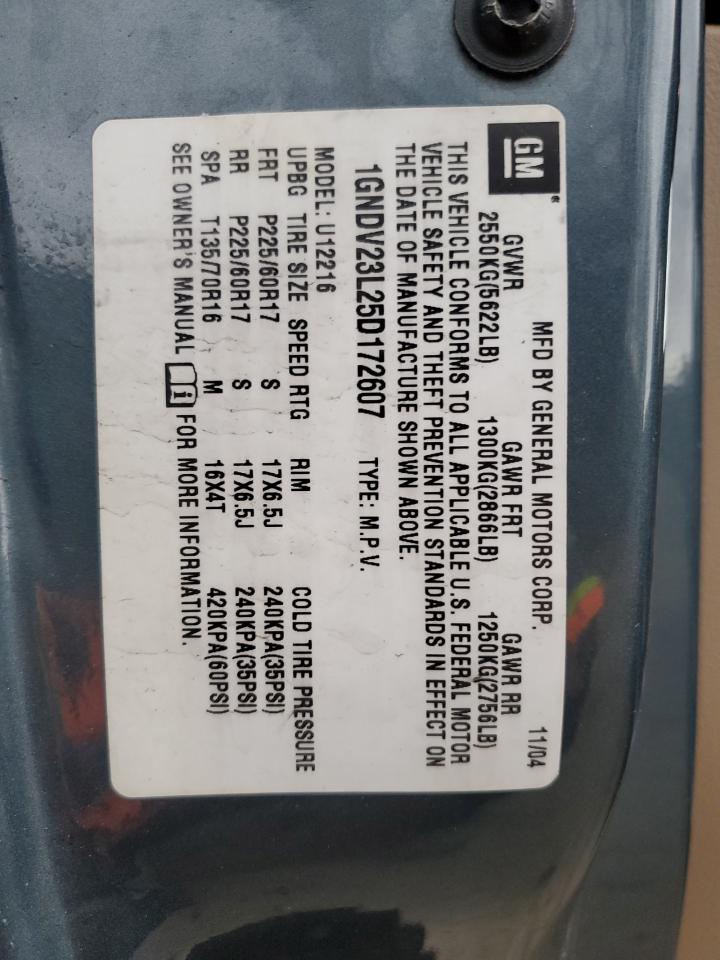 GM®
MFD BY GENERAL MOTORS CORP. 11/04
GVWR GAWR FRT GAWR RR
2550KG(5622LB) 1300KG(2866LB) 1250KG(2756LB)
THIS VEHICLE CONFORMS TO ALL APPLICABLE U.S. FEDERAL MOTOR
VEHICLE SAFETY AND THEFT PREVENTION STANDARDS IN EFFECT ON
THE DATE OF MANUFACTURE SHOWN ABOVE.
1GNDV23L25D172607 TYPE: M.P.V.
MODEL: U12216
UPBG TIRE SIZE SPEED RTG RIM COLD TIRE PRESSURE
FRT P225/60R17 S 17X6.5J 240KPA(35PSI)
RR P225/60R17 S 17X6.5J 240KPA(35PSI)
SPA T135/70R16 M 16X4T 420KPA(60PSI)
SEE OWNER'S MANUAL i FOR MORE INFORMATION.